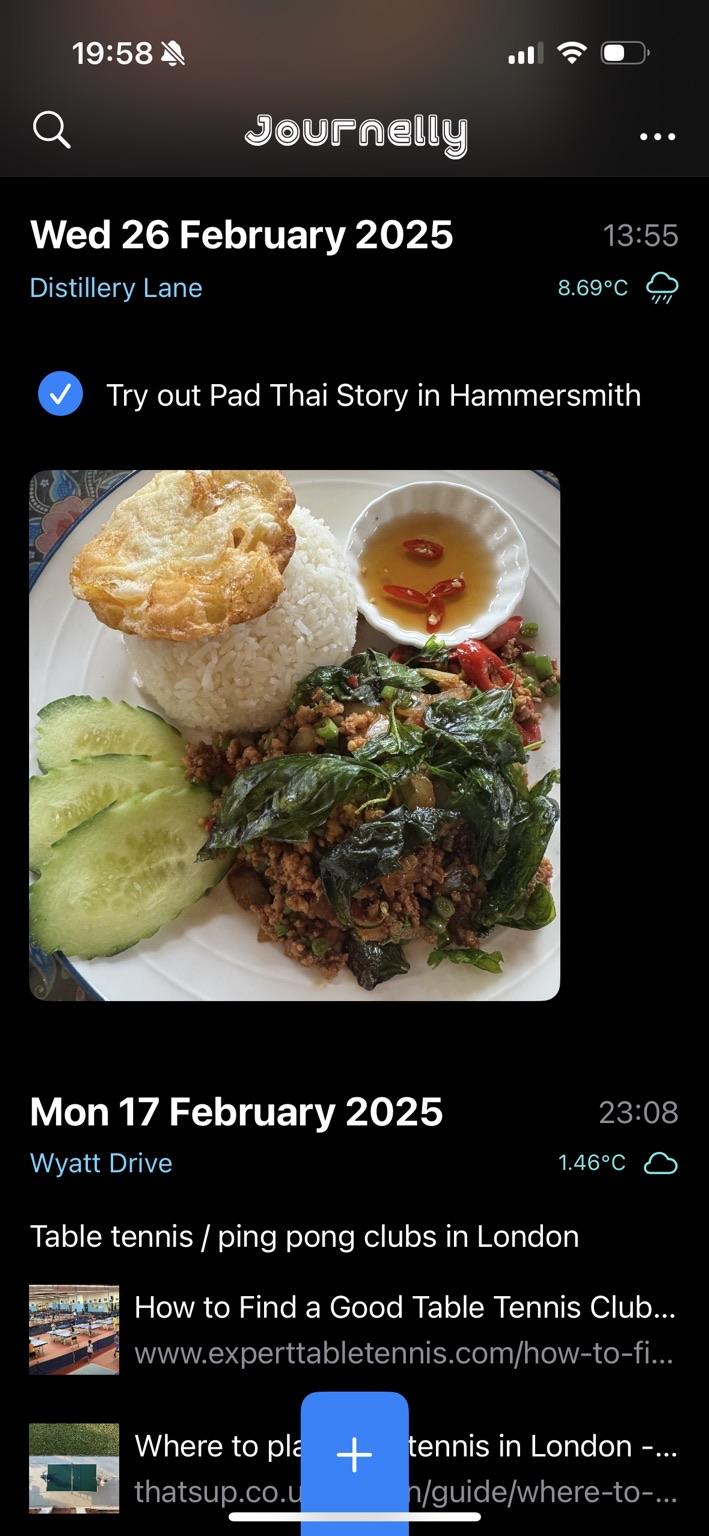 19:58
Journelly
Wed 26 February 2025 13:55
Distillery Lane 8.69°C
Try out Pad Thai Story in Hammersmith
Mon 17 February 2025 23:08
Wyatt Drive 1.46°C
Table tennis / ping pong clubs in London
How to Find a Good Table Tennis Club...
www.experttabletennis.com/how-to-fi...
Where to tennis in London -...
thatsup.co.u /guide/where-to-...